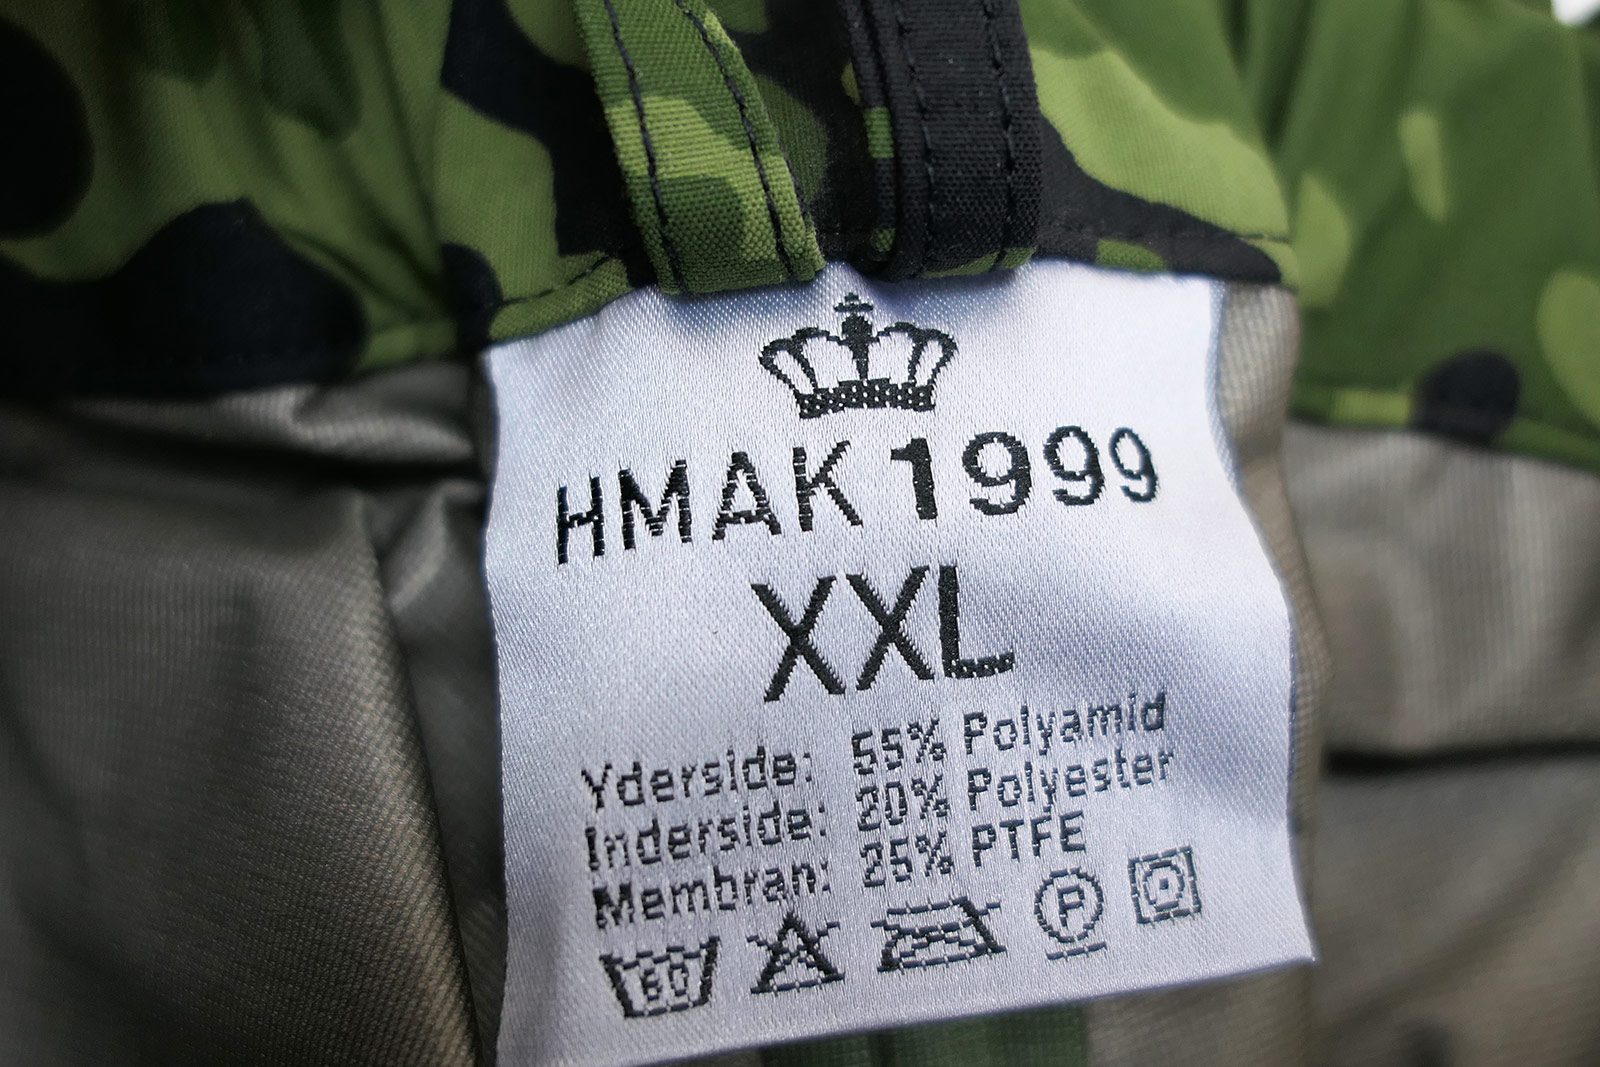 HMAK 1999
XXL
Yderside: 55% Polyamid
Inderside: 20% Polyester
Membran: 25% PTFE
60 P